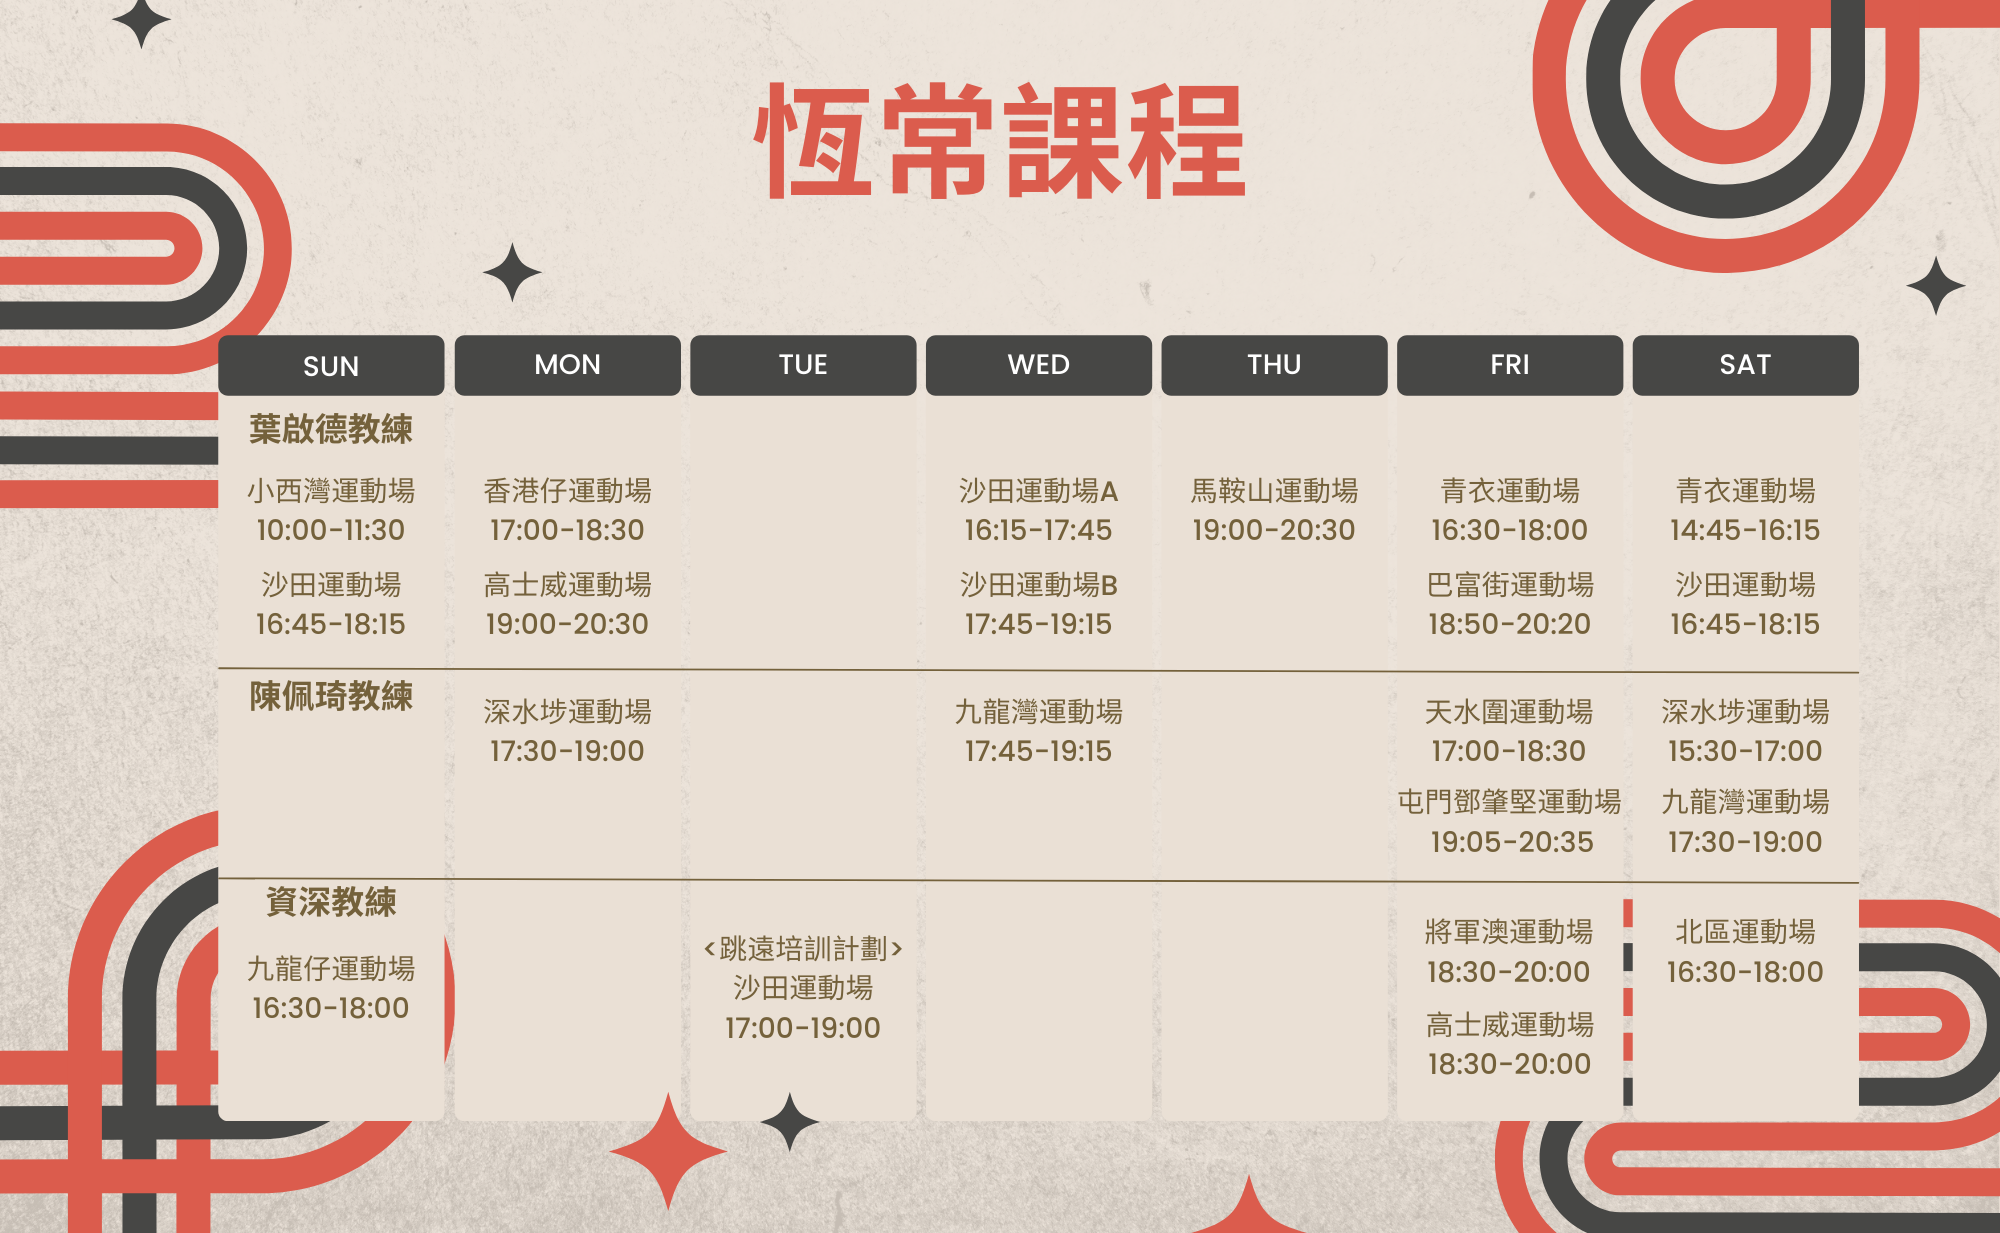 恆常課程
SUN
MON
TUE
WED
THU
FRI
SAT
葉啟德教練
小西灣運動場
10:00-11:30
沙田運動場
16:45-18:15
香港仔運動場
17:00-18:30
高士威運動場
19:00-20:30
沙田運動場A
16:15-17:45
沙田運動場B
17:45-19:15
馬鞍山運動場
19:00-20:30
青衣運動場
16:30-18:00
巴富街運動場
18:50-20:20
青衣運動場
14:45-16:15
沙田運動場
16:45-18:15
陳佩琦教練
深水埗運動場
17:30-19:00
九龍灣運動場
17:45-19:15
天水圍運動場
17:00-18:30
屯門鄧肇堅運動場
19:05-20:35
深水埗運動場
15:30-17:00
九龍灣運動場
17:30-19:00
資深教練
九龍仔運動場
16:30-18:00
<跳遠培訓計劃>
沙田運動場
17:00-19:00
將軍澳運動場
18:30-20:00
高士威運動場
18:30-20:00
北區運動場
16:30-18:00